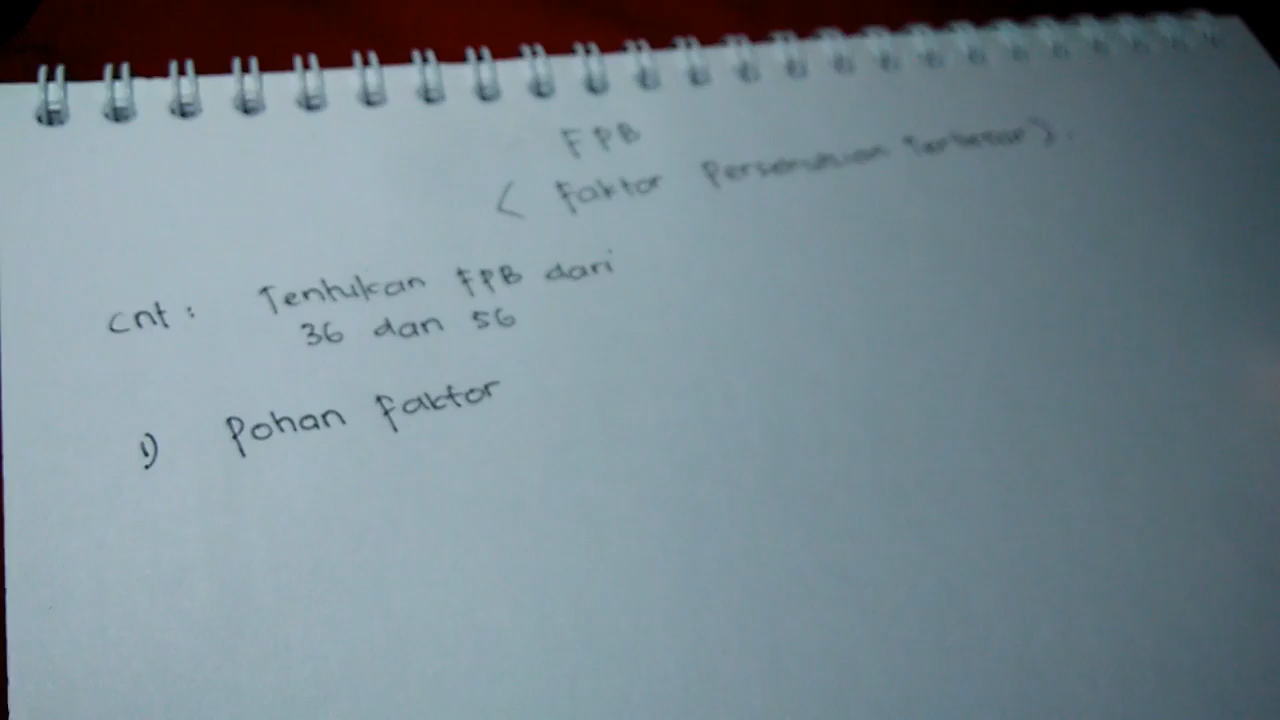 FPB
( Faktor Persekutuan Terbesar).
cnt : Tentukan FPB dari
36 dan 56
1) Pohan faktor